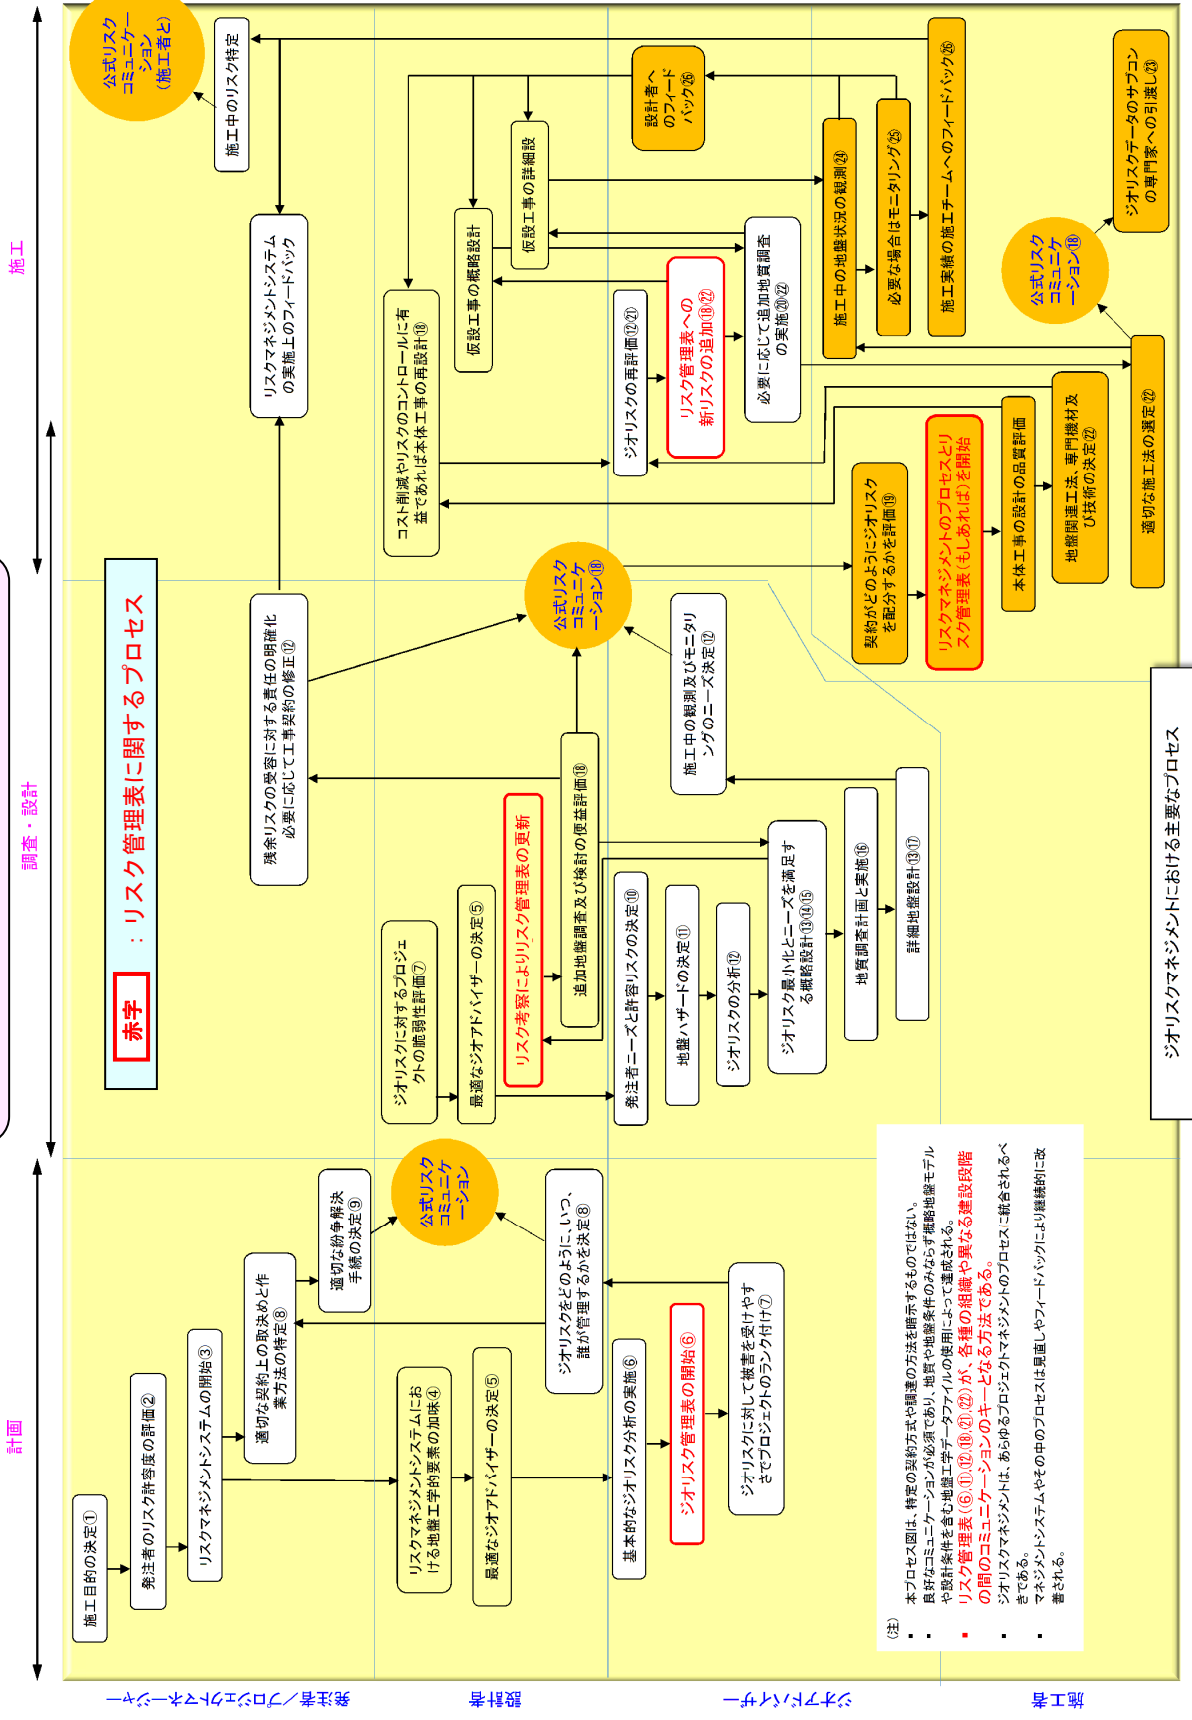 計画
調査・設計
施工
赤字
：リスク管理表に関するプロセス
発注者／プロジェクトマネージャー
設計者
ジオアドバイザー
施工者
施工目的の決定①
発注者のリスク許容度の評価②
リスクマネジメントシステムの開始③
適切な契約上の取決めと作
業方法の特定⑧
適切な紛争解決
手続の決定⑨
リスクマネジメントシステムにお
ける地盤工学的要素の加味④
最適なジオアドバイザーの決定⑤
公式リスク
コミュニケ
ーション
ジオリスクをどのように、いつ、
誰が管理するかを決定⑧
基本的なジオリスク分析の実施⑥
ジオリスク管理表の開始⑥
ジオリスクに対して被害を受けやす
さでプロジェクトのランク付け⑦
残余リスクの受容に対する責任の明確化
必要に応じて工事契約の修正⑫
ジオリスクに対するプロジェ
クトの脆弱性評価⑦
最適なジオアドバイザーの決定⑤
リスク考察によりリスク管理表の更新
追加地盤調査及び検討の便益評価⑱
発注者ニーズと許容リスクの決定⑩
地盤ハザードの決定⑪
ジオリスクの分析⑫
ジオリスク最小化とニーズを満足す
る概略設計⑬⑭⑮
地質調査計画と実施⑯
詳細地盤設計⑬⑰
施工中の観測及びモニタリ
ングのニーズ決定⑫
公式リスク
コミュニケ
ーション⑱
公式リスク
コミュニケー
ション
（施工者と）
施工中のリスク特定
リスクマネジメントシステム
の実施上のフィードバック
コスト削減やリスクのコントロールに有
益であれば本体工事の再設計⑱
仮設工事の概略設計
仮設工事の詳細設
設計者へ
のフィード
バック㉖
ジオリスクの再評価⑫㉑
リスク管理表への
新リスクの追加⑱㉒
必要に応じて追加地質調査
の実施⑳㉒
施工中の地盤状況の観測㉔
必要な場合はモニタリング㉕
施工実績の施工チームへのフィードバック㉖
契約がどのようにジオリスク
を配分するかを評価⑲
リスクマネジメントのプロセスとリ
スク管理表（もしあれば）を開始
本体工事の設計の品質評価
地盤関連工法、専門機材及
び技術の決定㉒
適切な施工法の選定㉒
公式リスク
コミュニケ
ーション⑱
ジオリスクデータのサブコン
の専門家への引渡し㉓
（注）
▪ 本プロセス図は、特定の契約方式や調達の方法を暗示するものではない。
▪ 良好なコミュニケーションが必須であり、地質や地盤条件のみならず概略地盤モデル
や設計条件を含む地盤工学データファイルの使用によって達成される。
▪ リスク管理表（⑥,⑪,⑫,⑱,㉑,㉒）が、各種の組織や異なる建設段階
の間のコミュニケーションのキーとなる方法である。
▪ ジオリスクマネジメントは、あらゆるプロジェクトマネジメントのプロセスに統合されるべ
きである。
▪ マネジメントシステムやその中のプロセスは見直しやフィードバックにより継続的に改
善される。
ジオリスクマネジメントにおける主要なプロセス